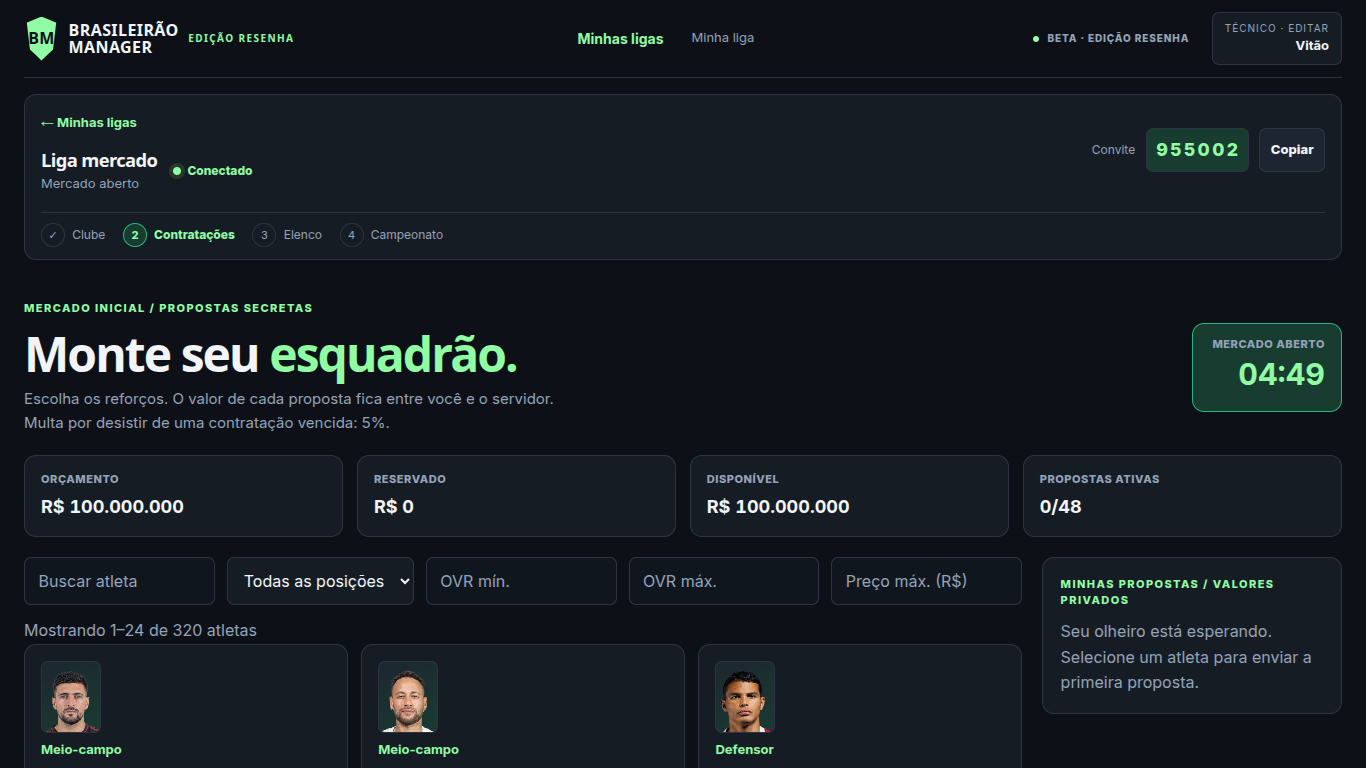 BM
BRASILEIRÃO
MANAGER
EDIÇÃO RESENHA
Minhas ligas
Minha liga
BETA · EDIÇÃO RESENHA
TÉCNICO · EDITAR
Vitão
← Minhas ligas
Liga mercado
Conectado
Mercado aberto
Convite
955002
Copiar
✓ Clube
2 Contratações
3 Elenco
4 Campeonato
MERCADO INICIAL / PROPOSTAS SECRETAS
Monte seu esquadrão.
Escolha os reforços. O valor de cada proposta fica entre você e o servidor.
Multa por desistir de uma contratação vencida: 5%.
MERCADO ABERTO
04:49
ORÇAMENTO
R$ 100.000.000
RESERVADO
R$ 0
DISPONÍVEL
R$ 100.000.000
PROPOSTAS ATIVAS
0/48
Buscar atleta
Todas as posições
OVR mín.
OVR máx.
Preço máx. (R$)
Mostrando 1–24 de 320 atletas
Meio-campo
Meio-campo
Defensor
MINHAS PROPOSTAS / VALORES
PRIVADOS
Seu olheiro está esperando.
Selecione um atleta para enviar a
primeira proposta.